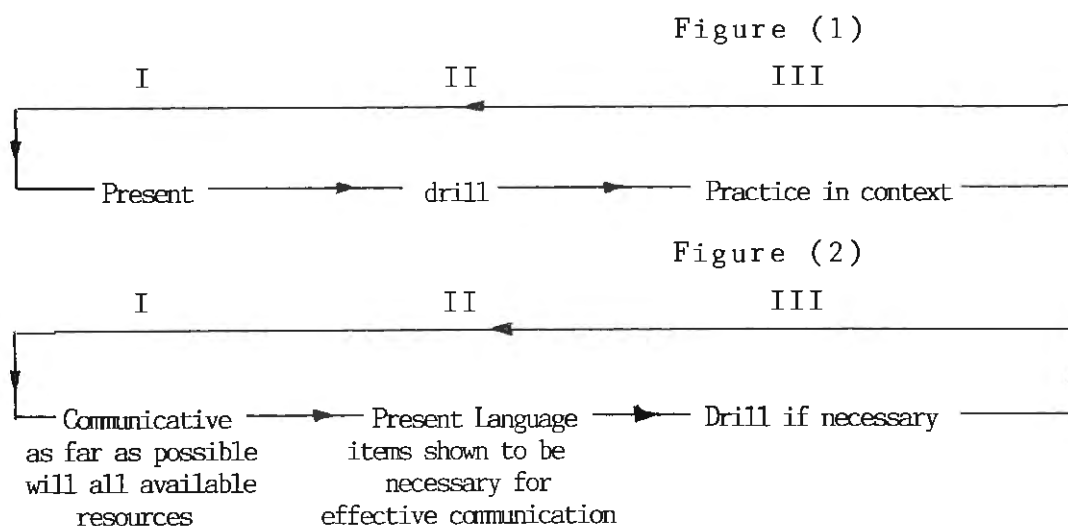 Figure (1)
I II III
Present drill Practice in context
Figure (2)
I II III
Communicative Present Language Drill if necessary
as far as possible items shown to be
will all available necessary for
resources effective communication